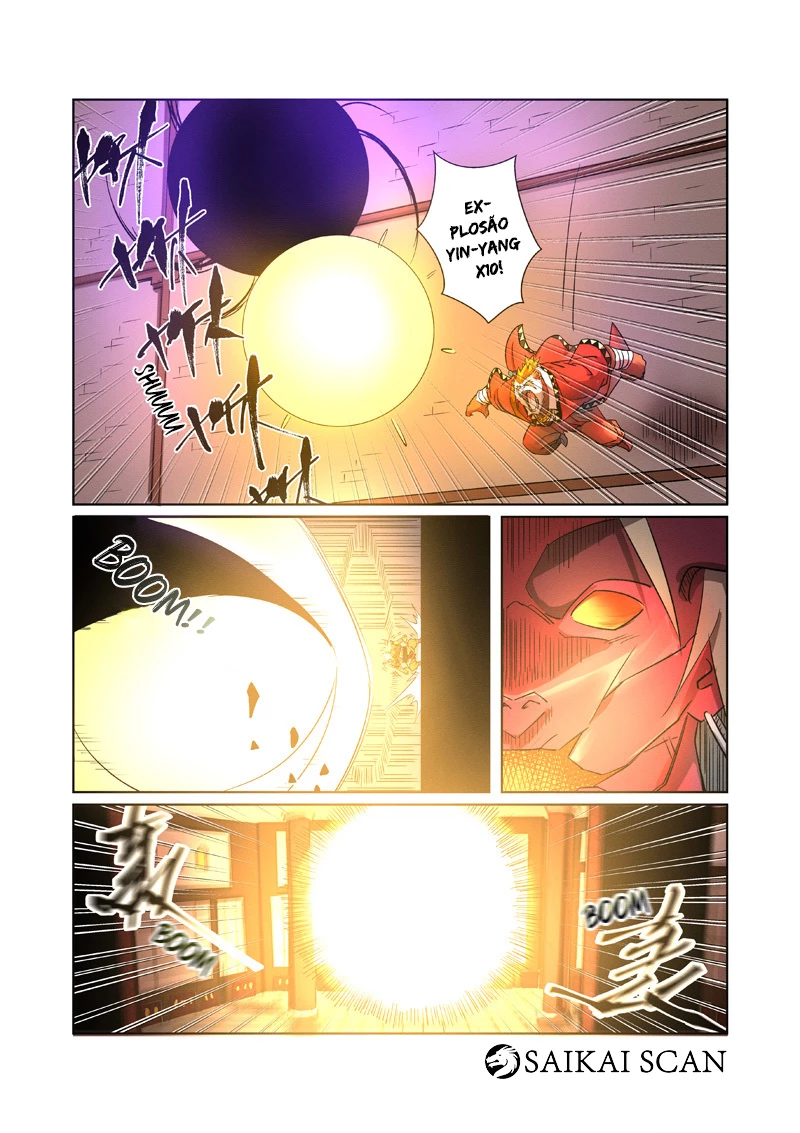 EX-
PLOSÃO
YIN-YANG
X10!
SHUUUU
BOOM!!
BOOM
BOOM
SAIKAI SCAN